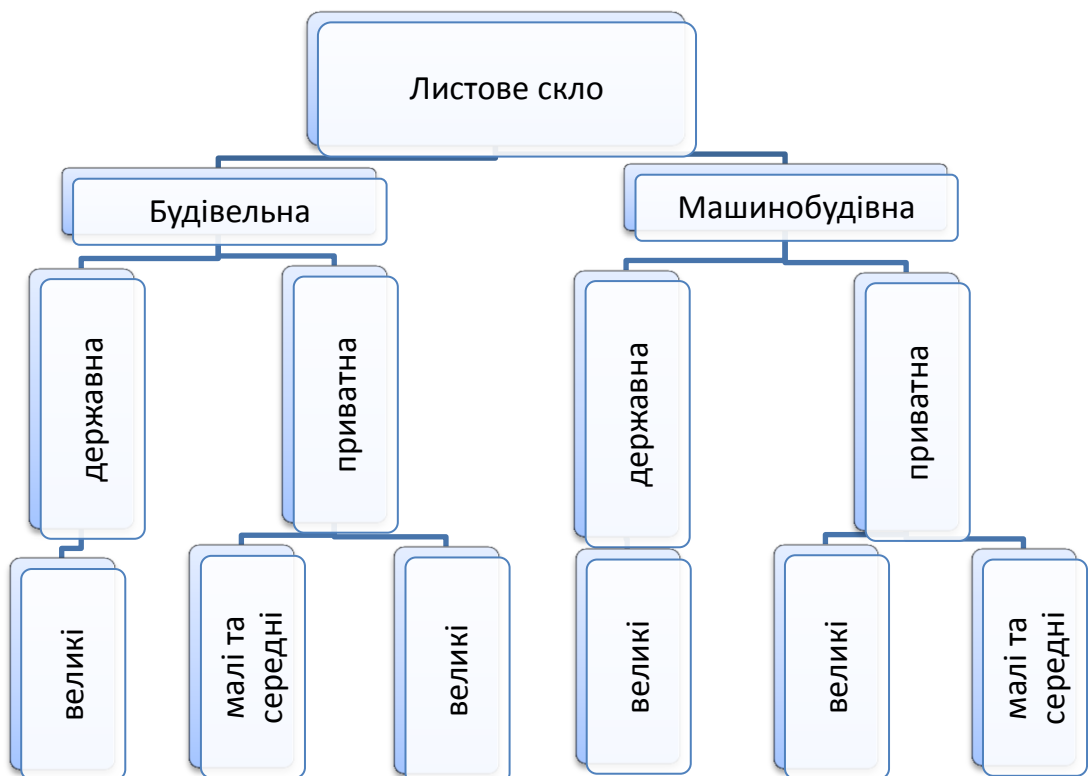 Листове скло
Будівельна
Машинобудівна
державна
приватна
державна
приватна
великі
малі та
середні
великі
великі
великі
малі та
середні